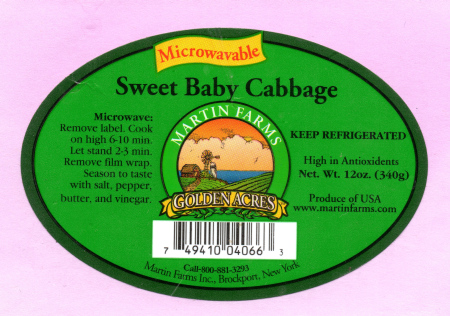 Microwavable
Sweet Baby Cabbage
Microwave:
Remove label. Cook
on high 6-10 min.
Let stand 2-3 min.
Remove film wrap.
Season to taste
with salt, pepper,
butter, and vinegar.
MARTIN FARMS
GOLDEN ACRES
KEEP REFRIGERATED
High in Antioxidents
Net. Wt. 12oz. (340g)
Produce of USA
www.martinfarms.com
7 49410 04066 3
Call-800-881-3293
Martin Farms Inc., Brockport, New York